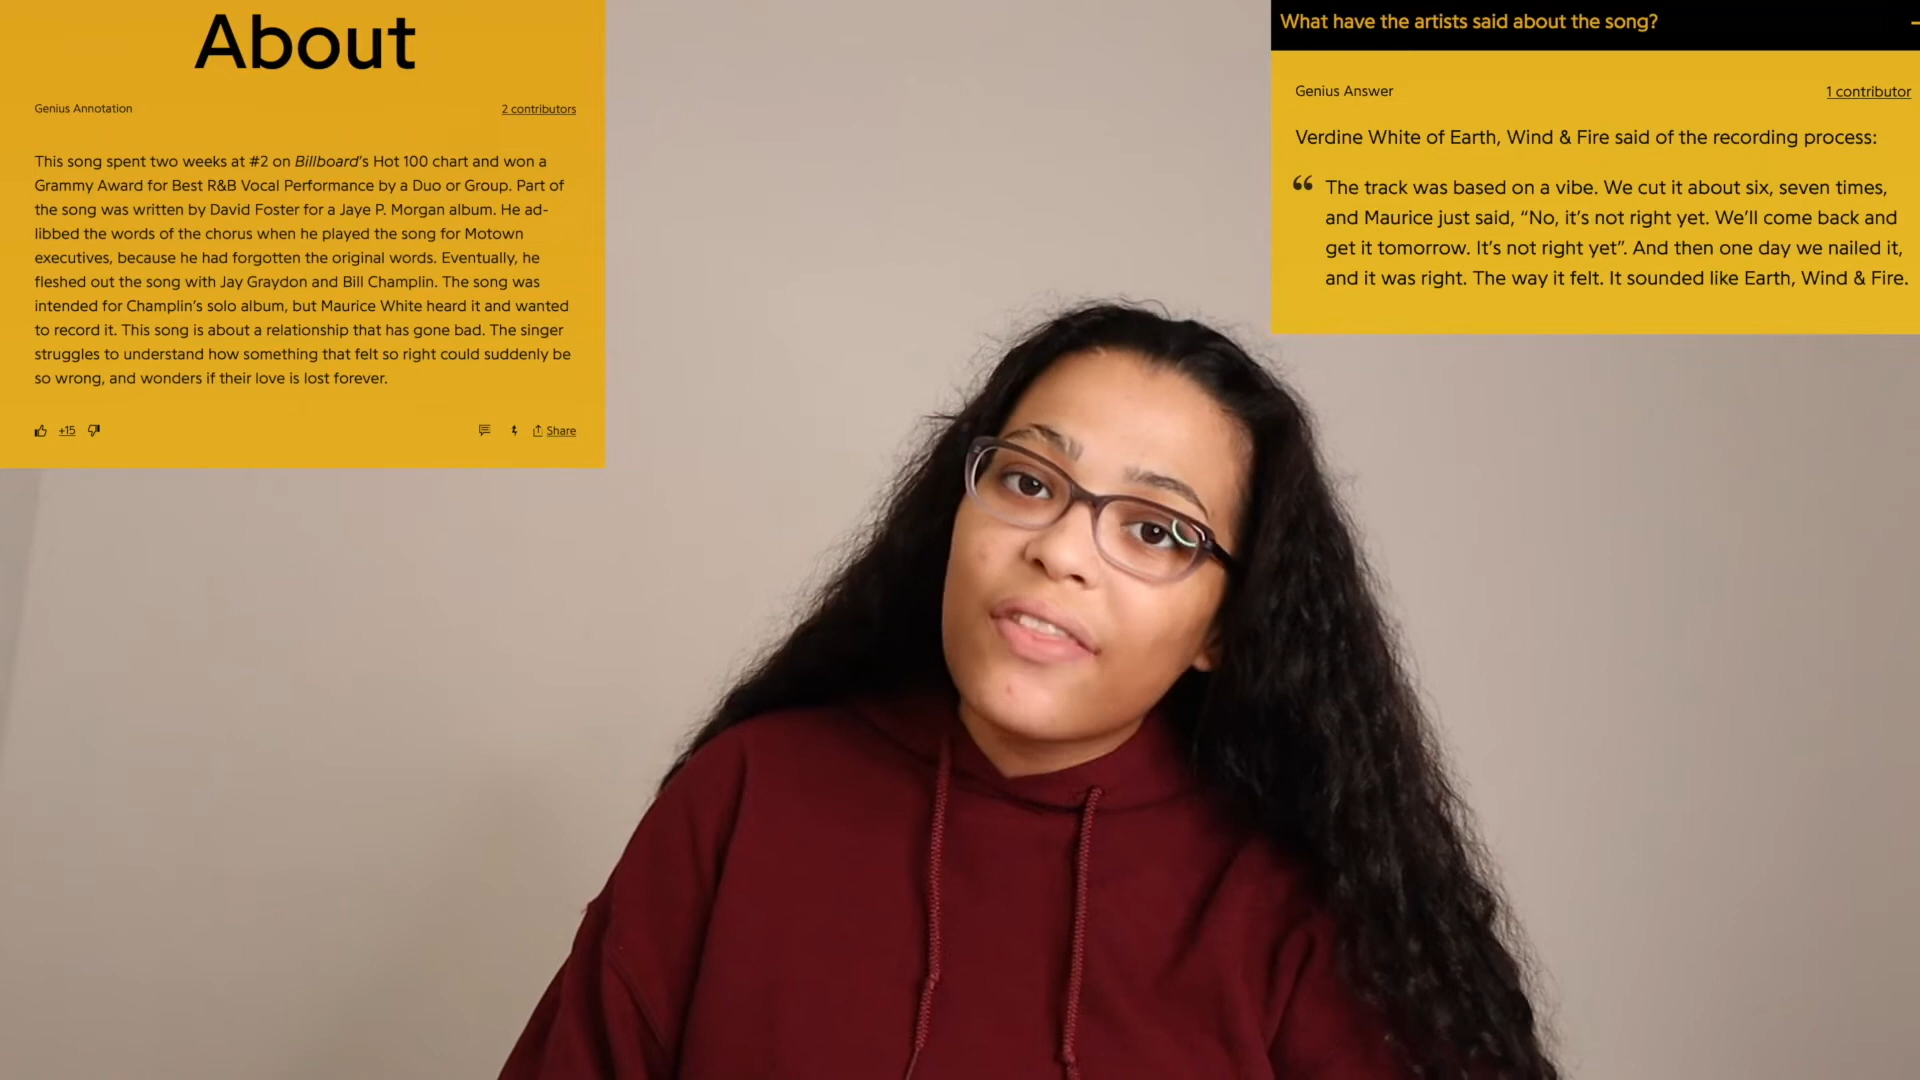 About
Genius Annotation
2 contributors
This song spent two weeks at #2 on Billboard's Hot 100 chart and won a
Grammy Award for Best R&B Vocal Performance by a Duo or Group. Part of
the song was written by David Foster for a Jaye P. Morgan album. He ad-
libbed the words of the chorus when he played the song for Motown
executives, because he had forgotten the original words. Eventually, he
fleshed out the song with Jay Graydon and Bill Champlin. The song was
intended for Champlin's solo album, but Maurice White heard it and wanted
to record it. This song is about a relationship that has gone bad. The singer
struggles to understand how something that felt so right could suddenly be
so wrong, and wonders if their love is lost forever.
+15
Share
What have the artists said about the song?
Genius Answer
1 contributor
Verdine White of Earth, Wind & Fire said of the recording process:
“ The track was based on a vibe. We cut it about six, seven times,
and Maurice just said, “No, it’s not right yet. We’ll come back and
get it tomorrow. It’s not right yet”. And then one day we nailed it,
and it was right. The way it felt. It sounded like Earth, Wind & Fire.